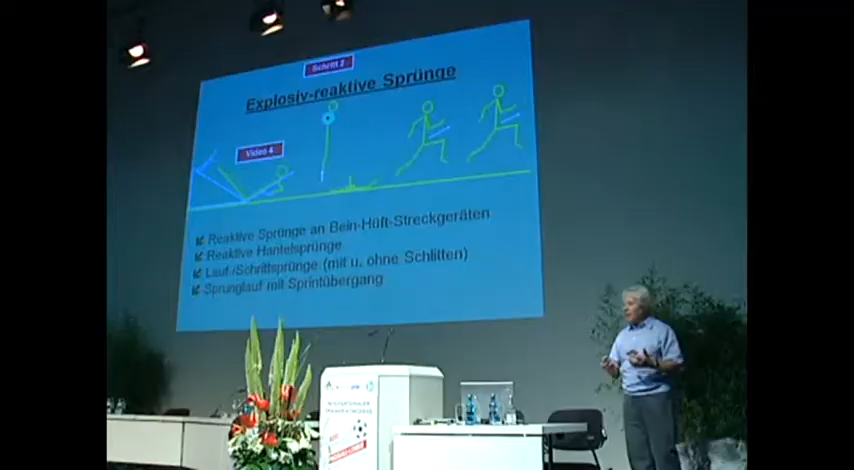 Schritt 2
Explosiv-reaktive Sprünge
Video 4
Reaktive Sprünge an Bein-Hüft-Streckgeräten
Reaktive Hantelsprünge
Lauf-/Schrittsprünge (mit u. ohne Schlitten)
Sprunglauf mit Sprintübergang
INTERNATIONALER